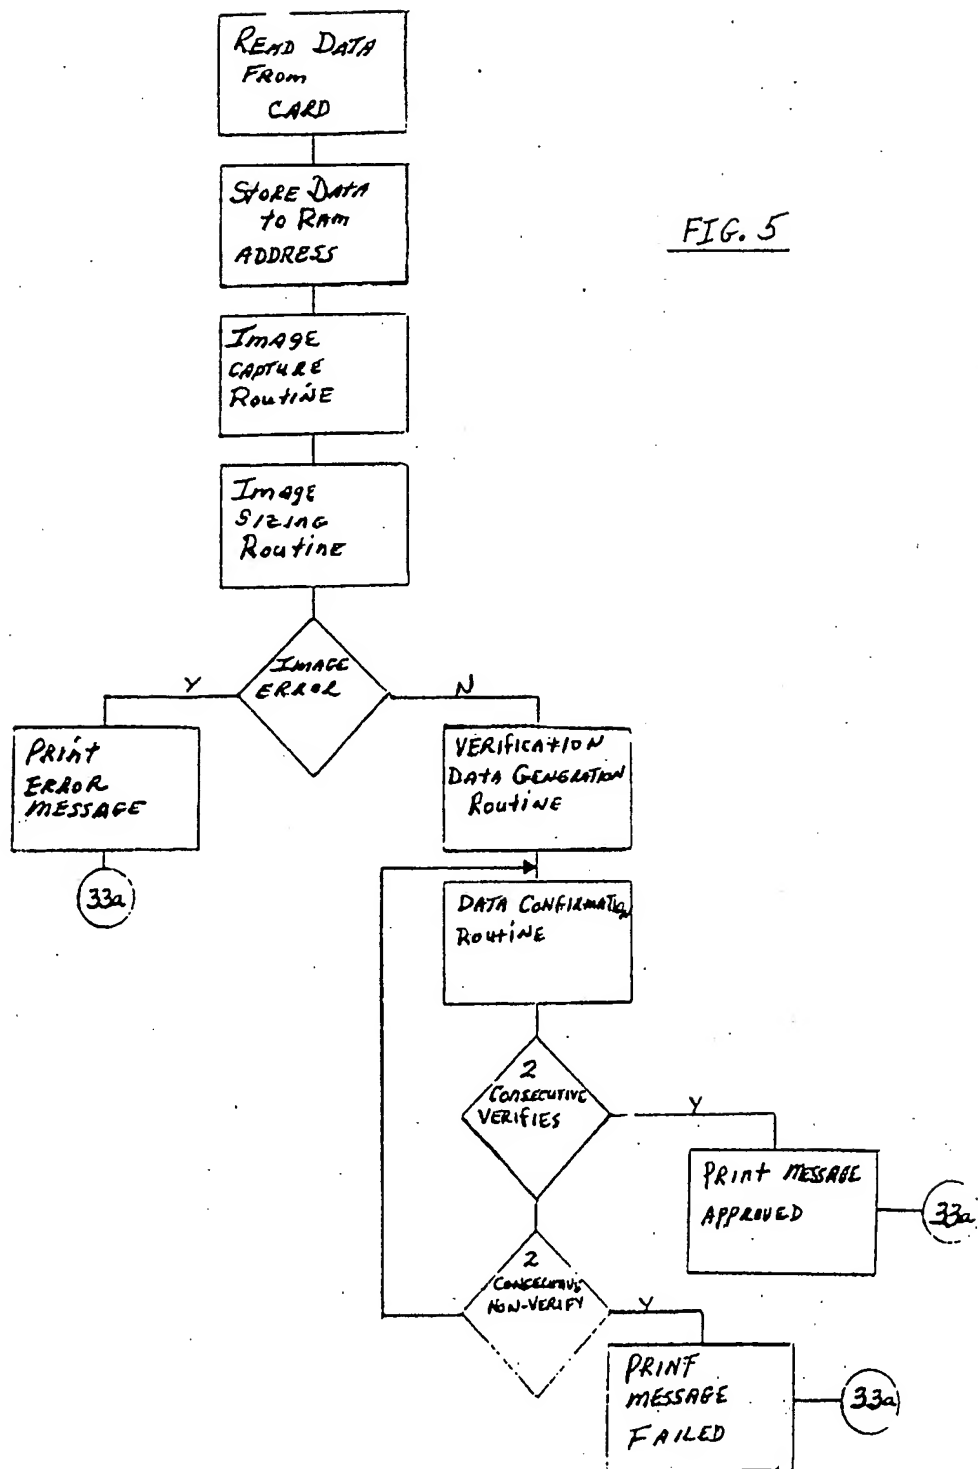 READ DATA
FROM
CARD
STORE DATA
to RAM
ADDRESS
FIG. 5
IMAGE
CAPTURE
ROUTINE
IMAGE
SIZING
ROUTINE
IMAGE
ERROR
Y
N
PRINT
ERROR
MESSAGE
33a
VERIFICATION
DATA GENERATION
ROUTINE
DATA CONFIRMATION
ROUTINE
2
CONSECUTIVE
VERIFIES
Y
PRINT MESSAGE
APPROVED
33a
2
CONSECUTIVE
NON-VERIFY
Y
PRINT
MESSAGE
FAILED
33a